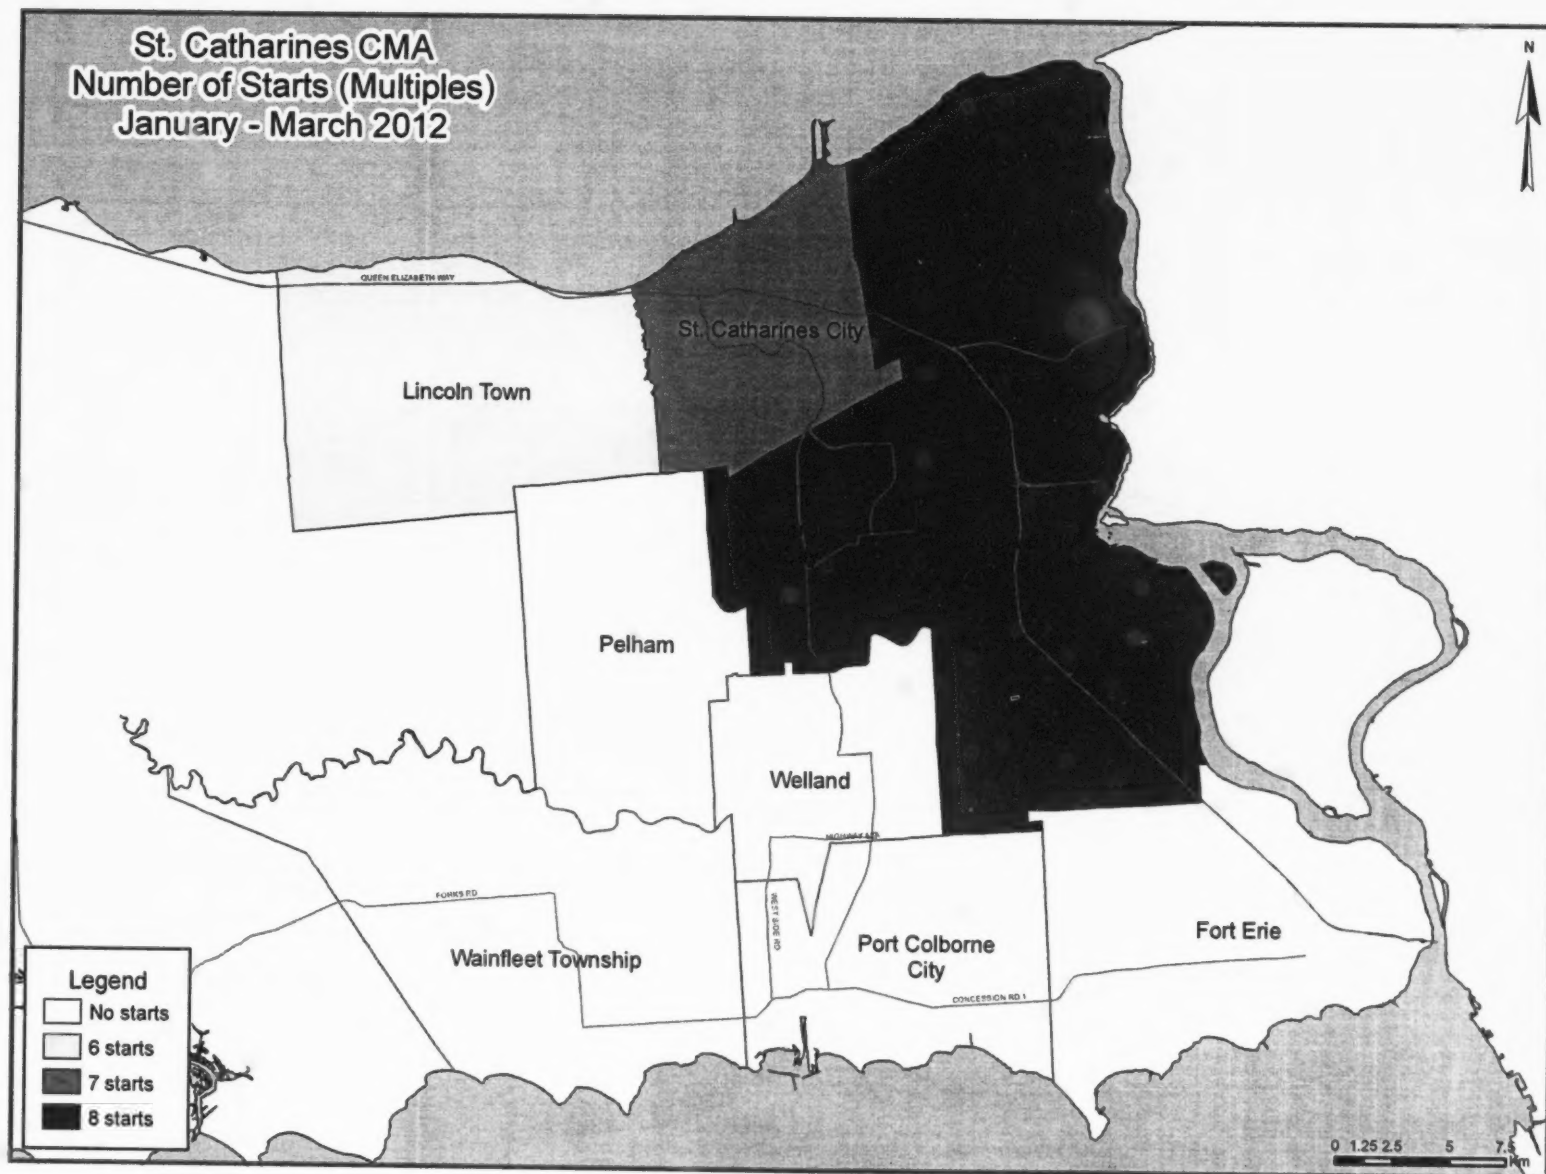 St. Catharines CMA
Number of Starts (Multiples)
January - March 2012
N
QUEEN ELIZABETH WAY
St. Catharines City
Lincoln Town
Pelham
Welland
FORKS RD
WEST SIDE RD
Wainfleet Township
Port Colborne
City
Fort Erie
CONCESSION RD 1
Legend
No starts
6 starts
7 starts
8 starts
0 1.25 2.5 5 7.5
Km